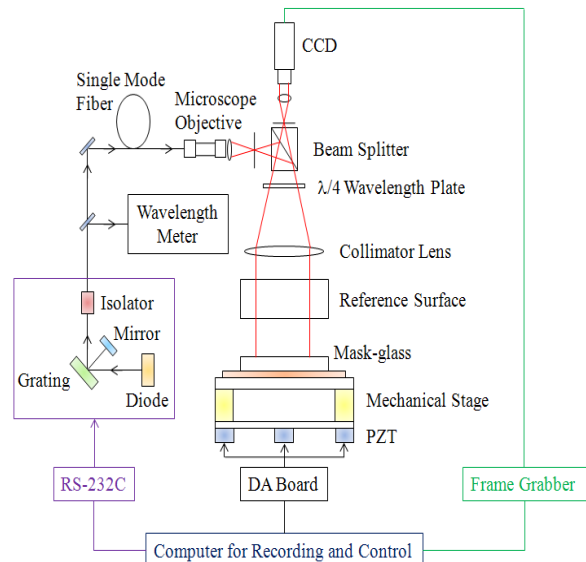 CCD
Single Mode
Fiber
Microscope
Objective
Beam Splitter
λ/4 Wavelength Plate
Wavelength
Meter
Collimator Lens
Isolator
Reference Surface
Mirror
Mask-glass
Grating
Diode
Mechanical Stage
PZT
RS-232C
DA Board
Frame Grabber
Computer for Recording and Control